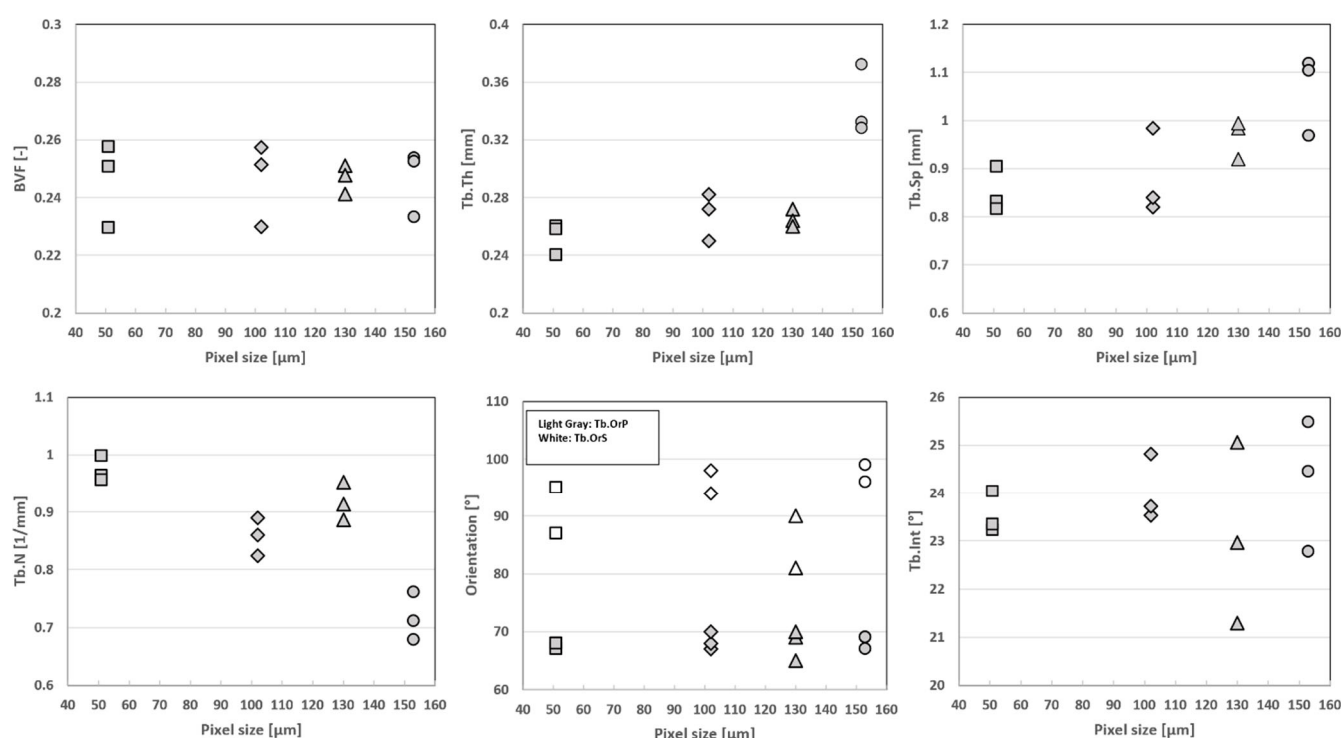 0.3
0.28
0.26
0.24
0.22
0.2
BVF [-]
40 50 60 70 80 90 100 110 120 130 140 150 160
Pixel size [µm]
0.4
0.36
0.32
0.28
0.24
0.2
Tb.Th [mm]
40 50 60 70 80 90 100 110 120 130 140 150 160
Pixel size [µm]
1.2
1.1
1
0.9
0.8
0.7
0.6
Tb.Sp [mm]
40 50 60 70 80 90 100 110 120 130 140 150 160
Pixel size [µm]
1.1
1
0.9
0.8
0.7
0.6
Tb.N [1/mm]
40 50 60 70 80 90 100 110 120 130 140 150 160
Pixel size [µm]
110
100
90
80
70
60
Orientation [°]
Light Gray: Tb.OrP
White: Tb.OrS
40 50 60 70 80 90 100 110 120 130 140 150 160
Pixel size [µm]
26
25
24
23
22
21
20
Tb.Int [°]
40 50 60 70 80 90 100 110 120 130 140 150 160
Pixel size [µm]